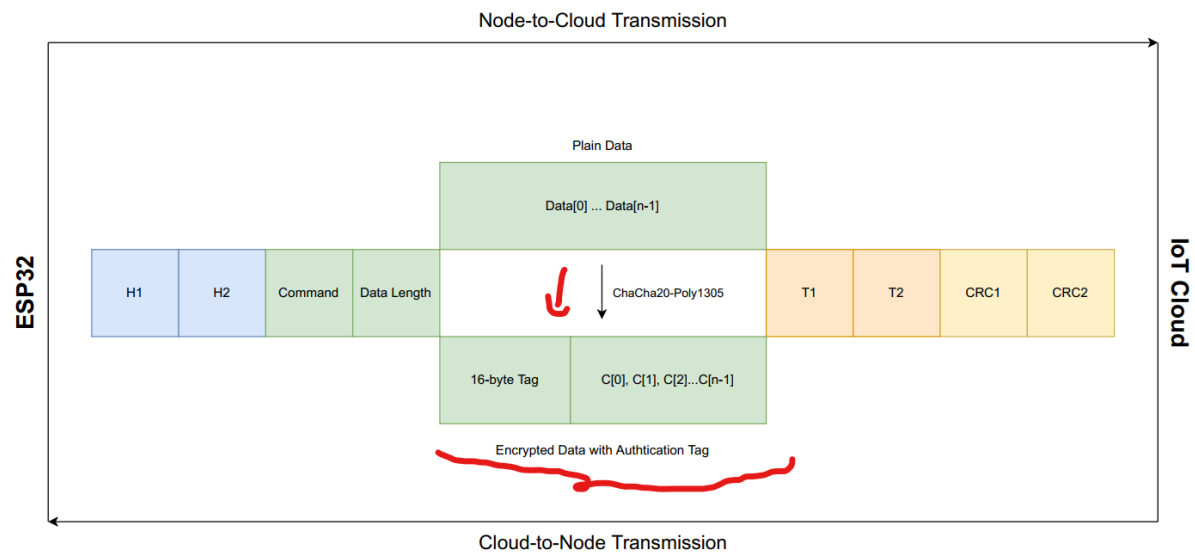 Node-to-Cloud Transmission
Plain Data
Data[0] ... Data[n-1]
ESP32
H1
H2
Command
Data Length
ChaCha20-Poly1305
T1
T2
CRC1
CRC2
IoT Cloud
16-byte Tag
C[0], C[1], C[2]...C[n-1]
Encrypted Data with Authtication Tag
Cloud-to-Node Transmission